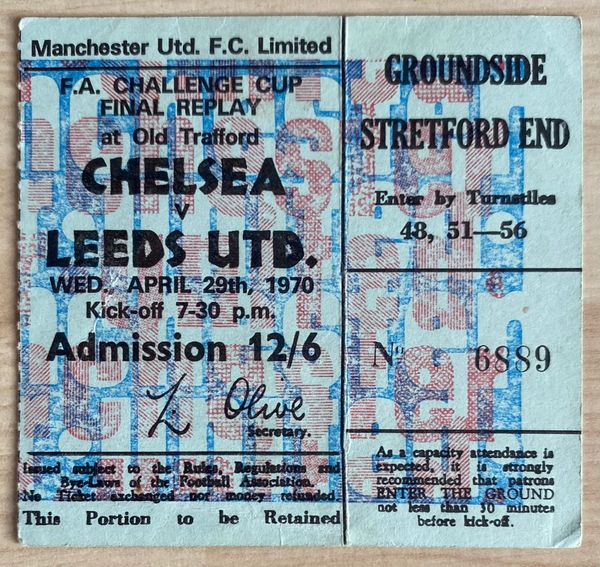 Manchester Utd. F.C. Limited
F.A. CHALLENGE CUP
FINAL REPLAY
at Old Trafford
CHELSEA
v
LEEDS UTD.
WED., APRIL 29th, 1970
Kick-off 7-30 p.m.
Admission 12/6
L. Olive
Secretary.
Issued subject to the Rules, Regulations and
Bye-Laws of the Football Association.
No Ticket exchanged nor money refunded
This Portion to be Retained
GROUNDSIDE
STRETFORD END
Enter by Turnstiles
48, 51—56
No 6889
As a capacity attendance is
expected, it is strongly
recommended that patrons
ENTER THE GROUND
not less than 30 minutes
before kick-off.